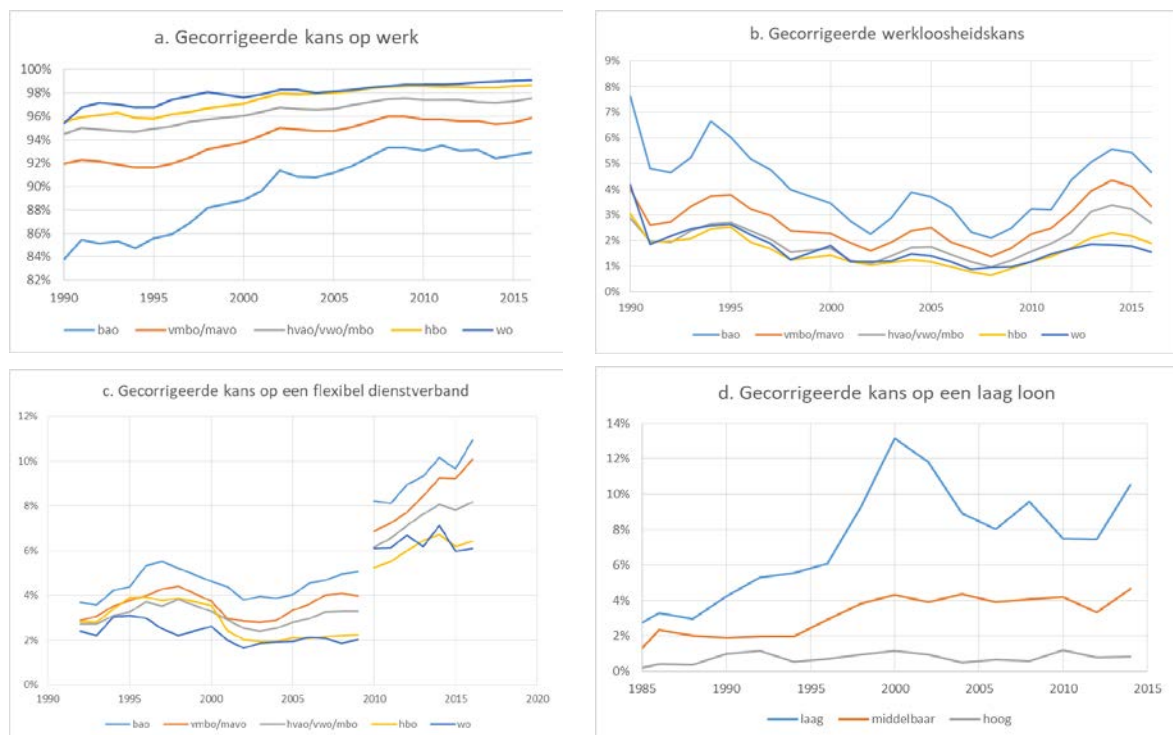 a. Gecorrigeerde kans op werk
100%
98%
96%
94%
92%
90%
88%
86%
84%
82%
1990 1995 2000 2005 2010 2015
bao vmbo/mavo hvao/vwo/mbo hbo wo
b. Gecorrigeerde werkloosheidskans
9%
8%
7%
6%
5%
4%
3%
2%
1%
0%
1990 1995 2000 2005 2010 2015
bao vmbo/mavo hvao/vwo/mbo hbo wo
c. Gecorrigeerde kans op een flexibel dienstverband
12%
10%
8%
6%
4%
2%
0%
1990 1995 2000 2005 2010 2015 2020
bao vmbo/mavo hvao/vwo/mbo hbo wo
d. Gecorrigeerde kans op een laag loon
14%
12%
10%
8%
6%
4%
2%
0%
1985 1990 1995 2000 2005 2010 2015
laag middelbaar hoog